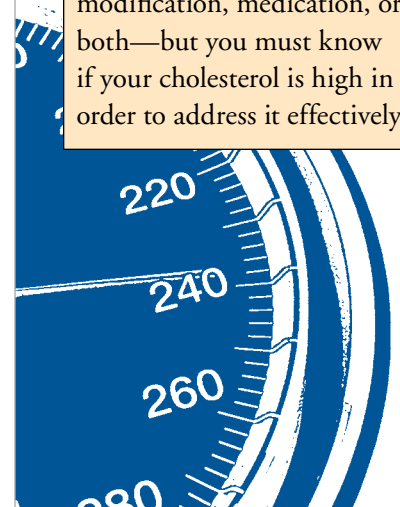 modification, medication, or
both—but you must know
if your cholesterol is high in
order to address it effectively
220
240
260
280